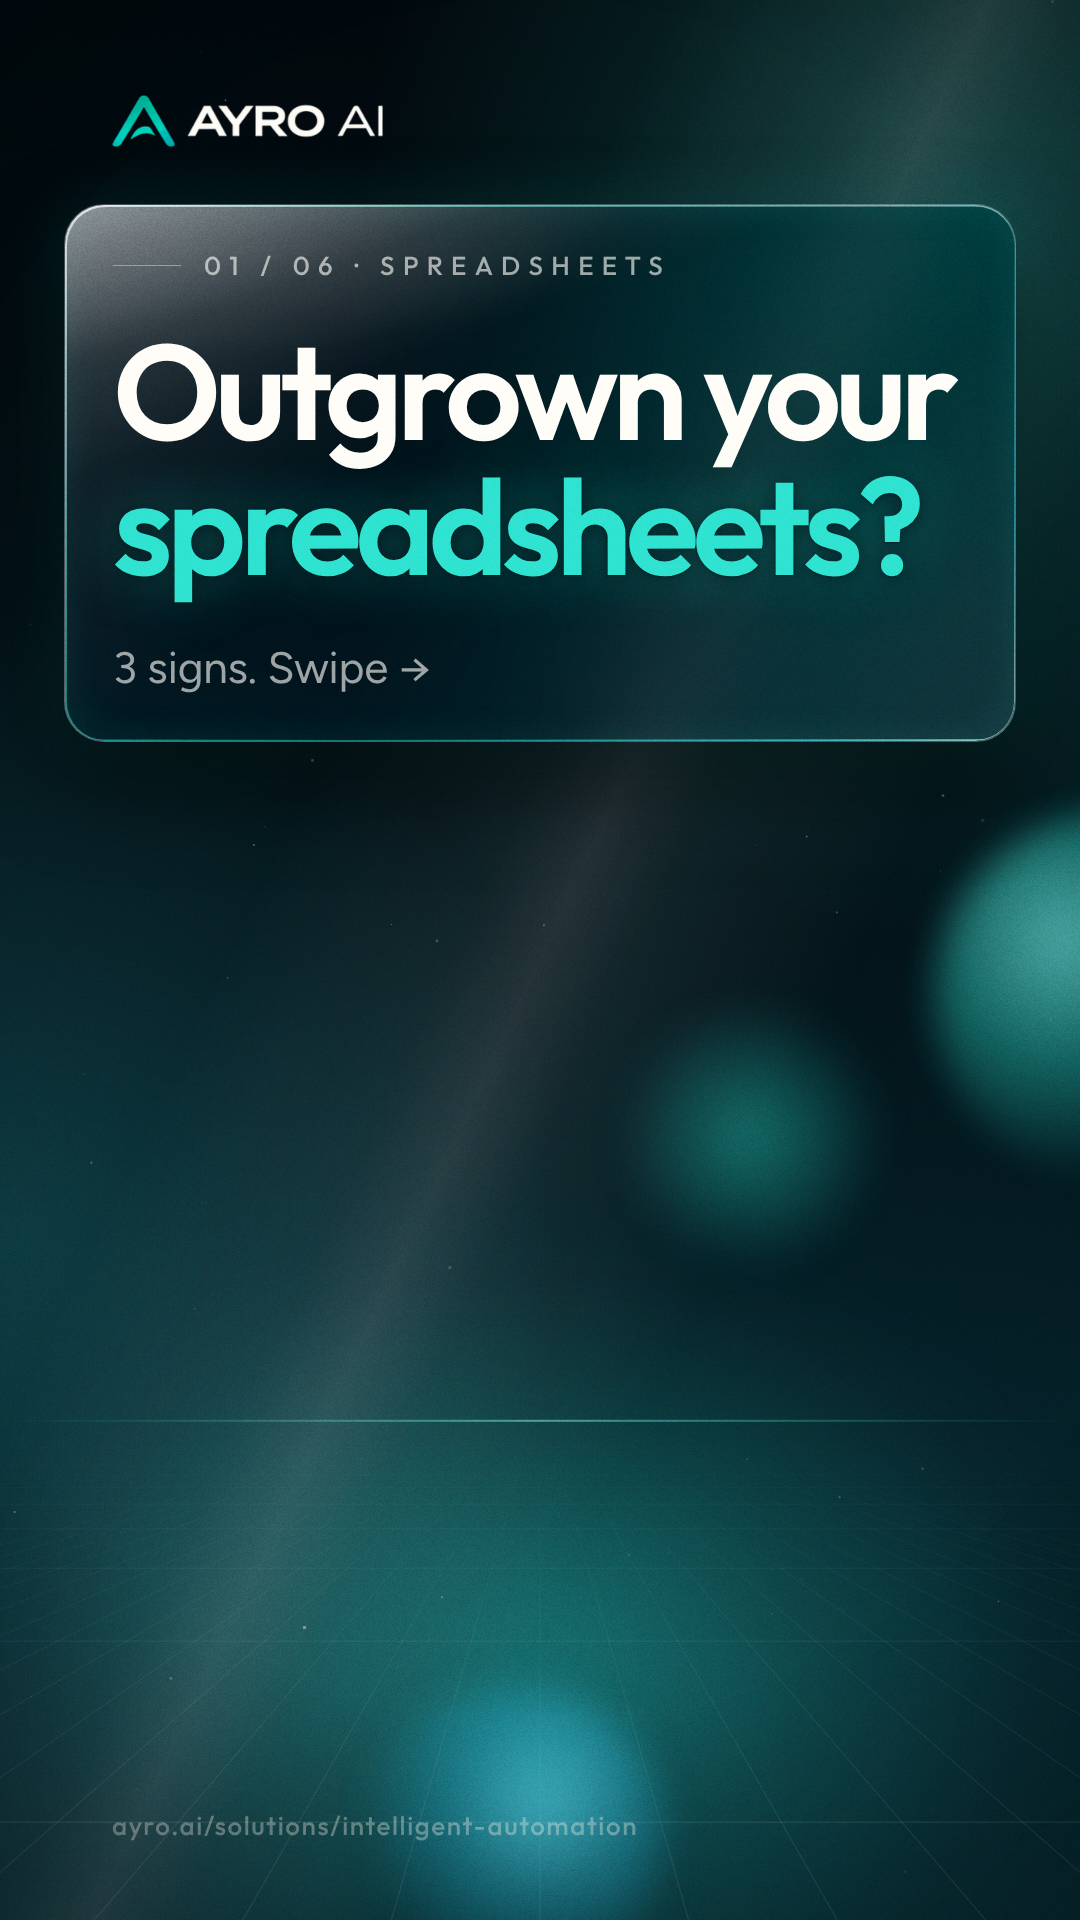 AYRO AI
01 / 06 · SPREADSHEETS
Outgrown your
spreadsheets?
3 signs. Swipe →
ayro.ai/solutions/intelligent-automation